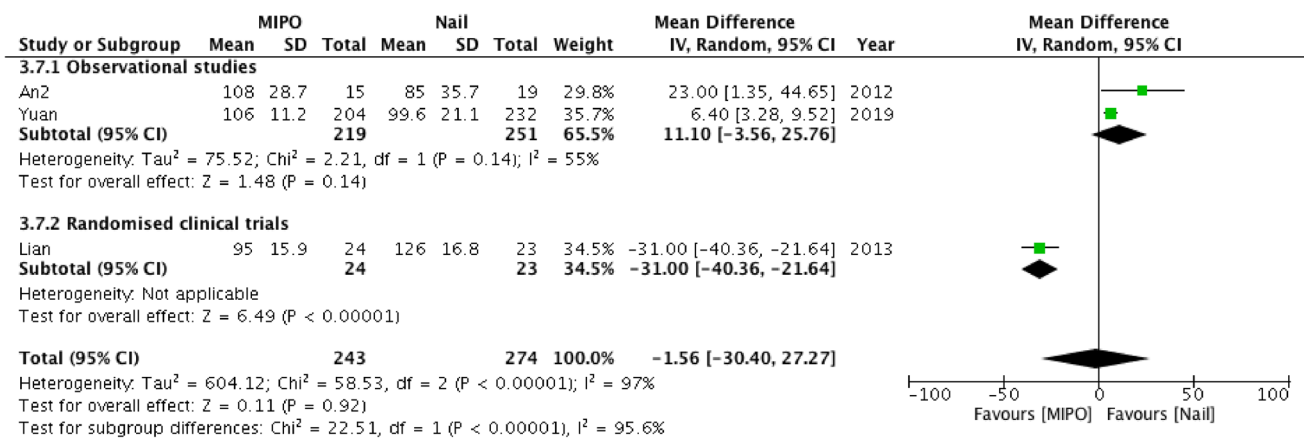 MIPO Nail Mean Difference Mean Difference
Study or Subgroup Mean SD Total Mean SD Total Weight IV, Random, 95% CI Year IV, Random, 95% CI
3.7.1 Observational studies
An2 108 28.7 15 85 35.7 19 29.8% 23.00 [1.35, 44.65] 2012
Yuan 106 11.2 204 99.6 21.1 232 35.7% 6.40 [3.28, 9.52] 2019
Subtotal (95% CI) 219 251 65.5% 11.10 [-3.56, 25.76]
Heterogeneity: Tau² = 75.52; Chi² = 2.21, df = 1 (P = 0.14); I² = 55%
Test for overall effect: Z = 1.48 (P = 0.14)
3.7.2 Randomised clinical trials
Lian 95 15.9 24 126 16.8 23 34.5% -31.00 [-40.36, -21.64] 2013
Subtotal (95% CI) 24 23 34.5% -31.00 [-40.36, -21.64]
Heterogeneity: Not applicable
Test for overall effect: Z = 6.49 (P < 0.00001)
Total (95% CI) 243 274 100.0% -1.56 [-30.40, 27.27]
Heterogeneity: Tau² = 604.12; Chi² = 58.53, df = 2 (P < 0.00001); I² = 97%
Test for overall effect: Z = 0.11 (P = 0.92)
Test for subgroup differences: Chi² = 22.51, df = 1 (P < 0.00001), I² = 95.6%
-100 -50 0 50 100
Favours [MIPO] Favours [Nail]